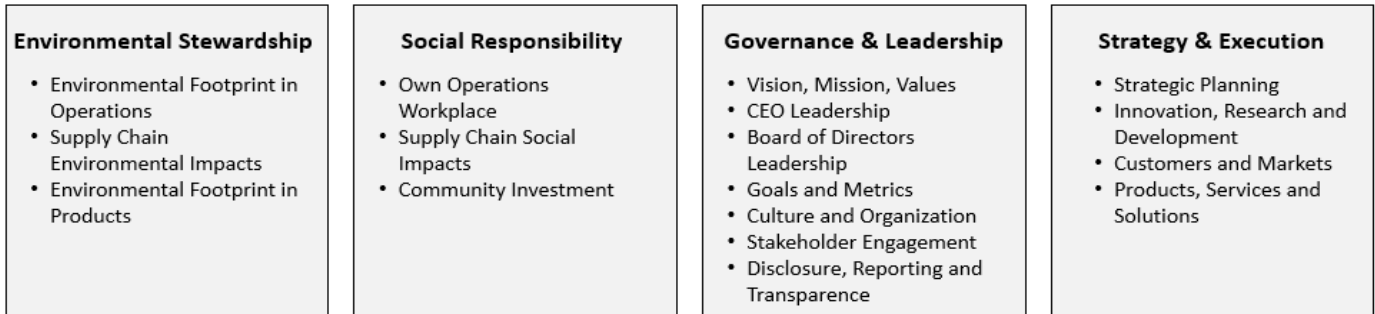 Environmental Stewardship
• Environmental Footprint in
Operations
• Supply Chain
Environmental Impacts
• Environmental Footprint in
Products
Social Responsibility
• Own Operations
Workplace
• Supply Chain Social
Impacts
• Community Investment
Governance & Leadership
• Vision, Mission, Values
• CEO Leadership
• Board of Directors
Leadership
• Goals and Metrics
• Culture and Organization
• Stakeholder Engagement
• Disclosure, Reporting and
Transparence
Strategy & Execution
• Strategic Planning
• Innovation, Research and
Development
• Customers and Markets
• Products, Services and
Solutions